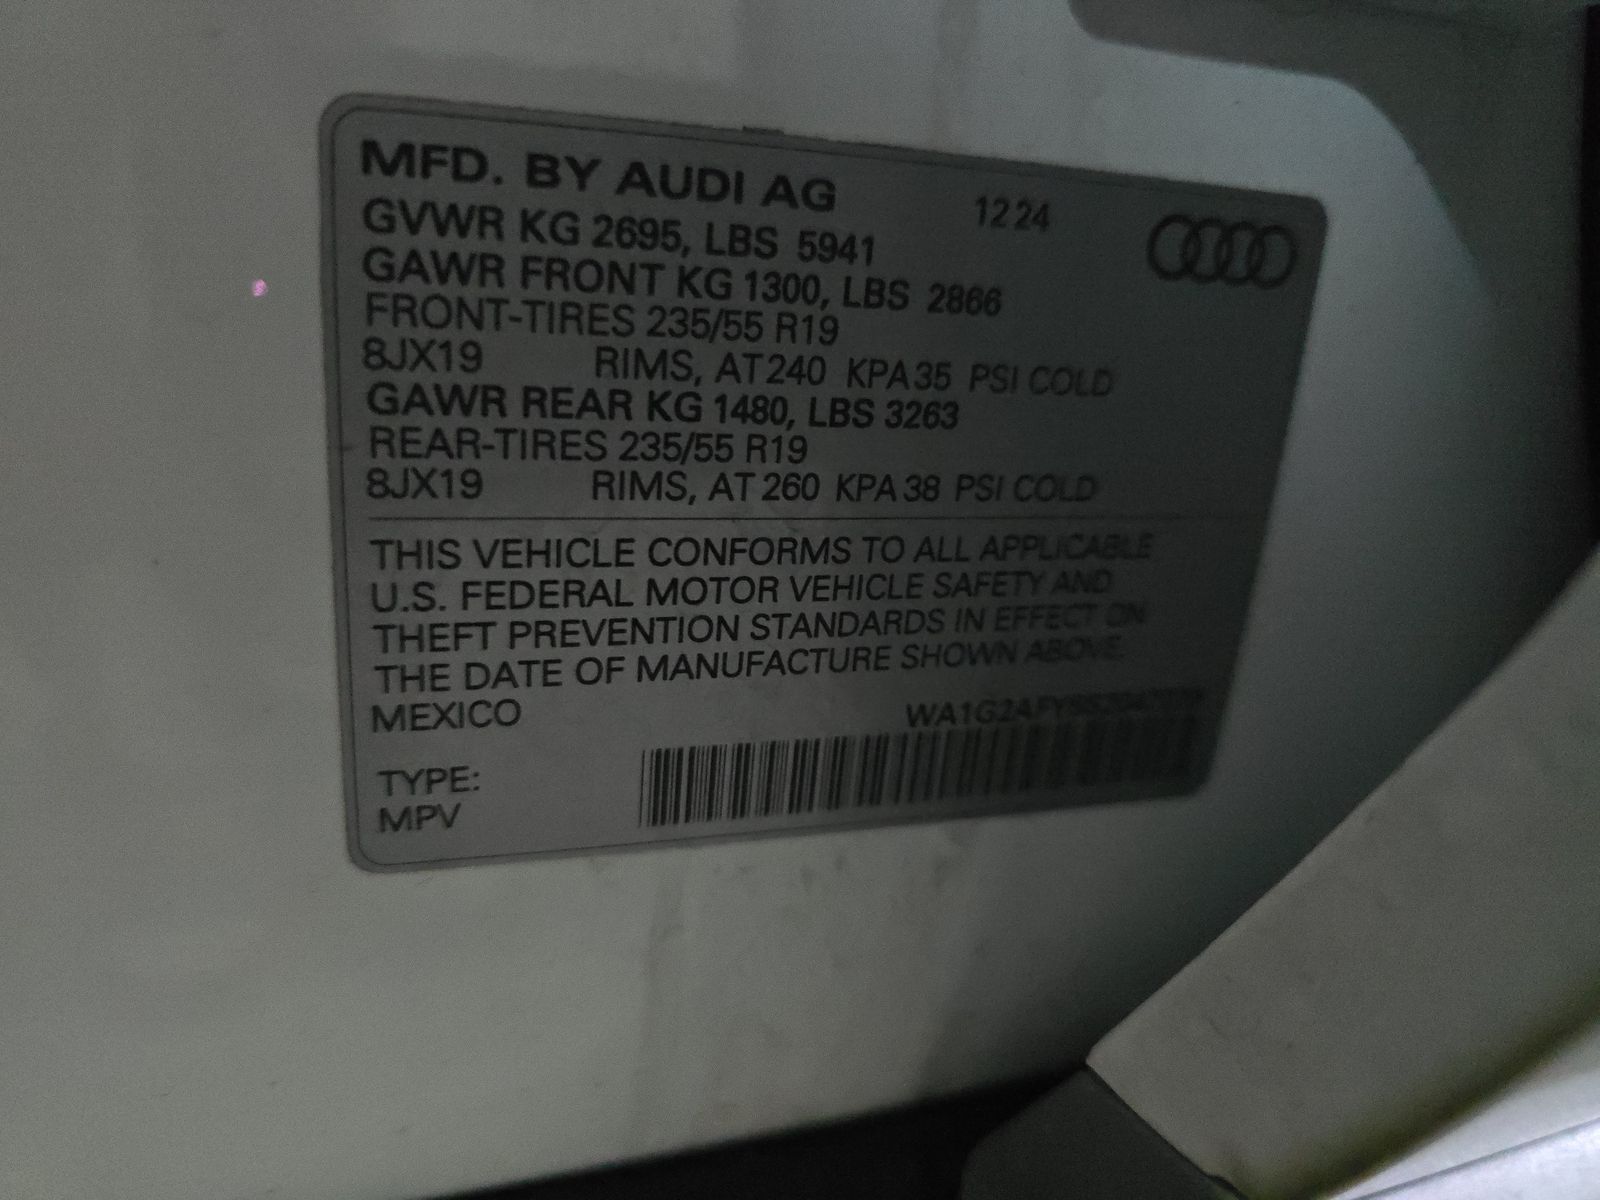 MFD. BY AUDI AG 12 24
GVWR KG 2695, LBS 5941
GAWR FRONT KG 1300, LBS 2866
FRONT-TIRES 235/55 R19
8JX19 RIMS, AT 240 KPA 35 PSI COLD
GAWR REAR KG 1480, LBS 3263
REAR-TIRES 235/55 R19
8JX19 RIMS, AT 260 KPA 38 PSI COLD
THIS VEHICLE CONFORMS TO ALL APPLICABLE
U.S. FEDERAL MOTOR VEHICLE SAFETY AND
THEFT PREVENTION STANDARDS IN EFFECT ON
THE DATE OF MANUFACTURE SHOWN ABOVE.
MEXICO
TYPE:
MPV